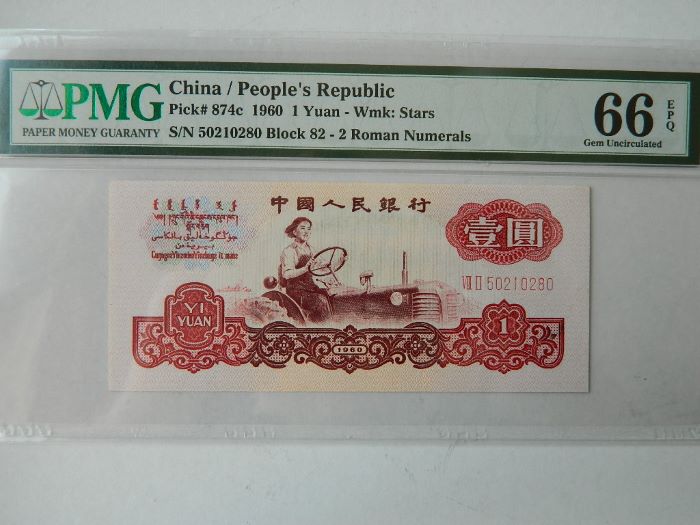 PMG
PAPER MONEY GUARANTY
China / People's Republic
Pick# 874c 1960 1 Yuan - Wmk: Stars
S/N 50210280 Block 82 - 2 Roman Numerals
66 EPQ
Gem Uncirculated
中國人民銀行
壹圓
VIII II 50210280
YI
YUAN
1960
1